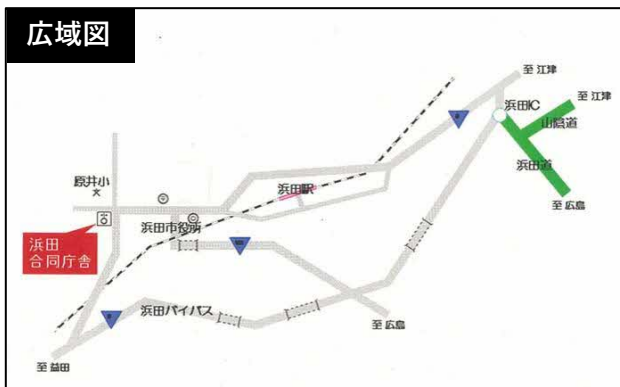 広域図
至 江津
浜田IC
至 江津
山陰道
浜田道
至 広島
原井小
文
浜田駅
浜田市役所
浜田
合同庁舎
浜田バイパス
至 広島
至 益田